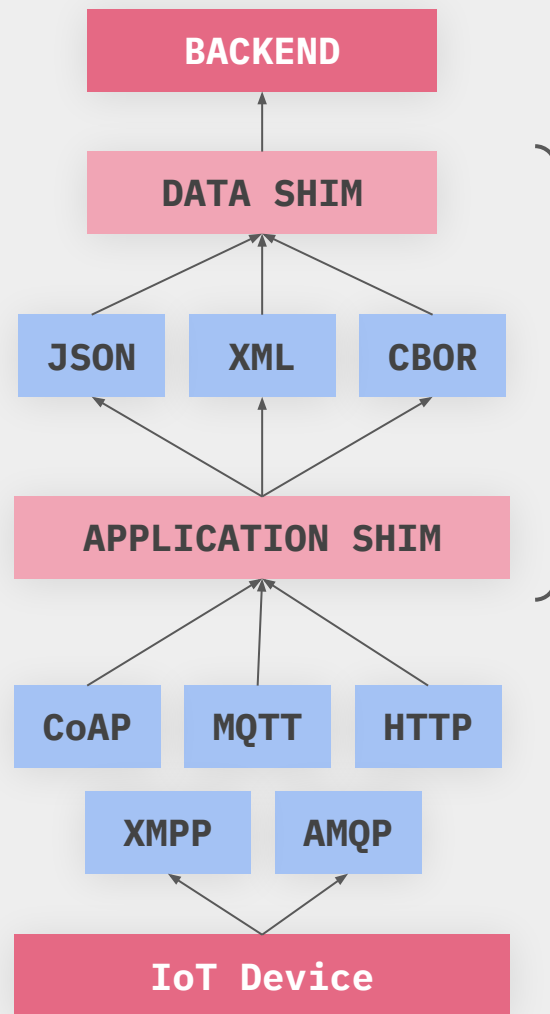 BACKEND
DATA SHIM
JSON XML CBOR
APPLICATION SHIM
CoAP MQTT HTTP
XMPP AMQP
IoT Device